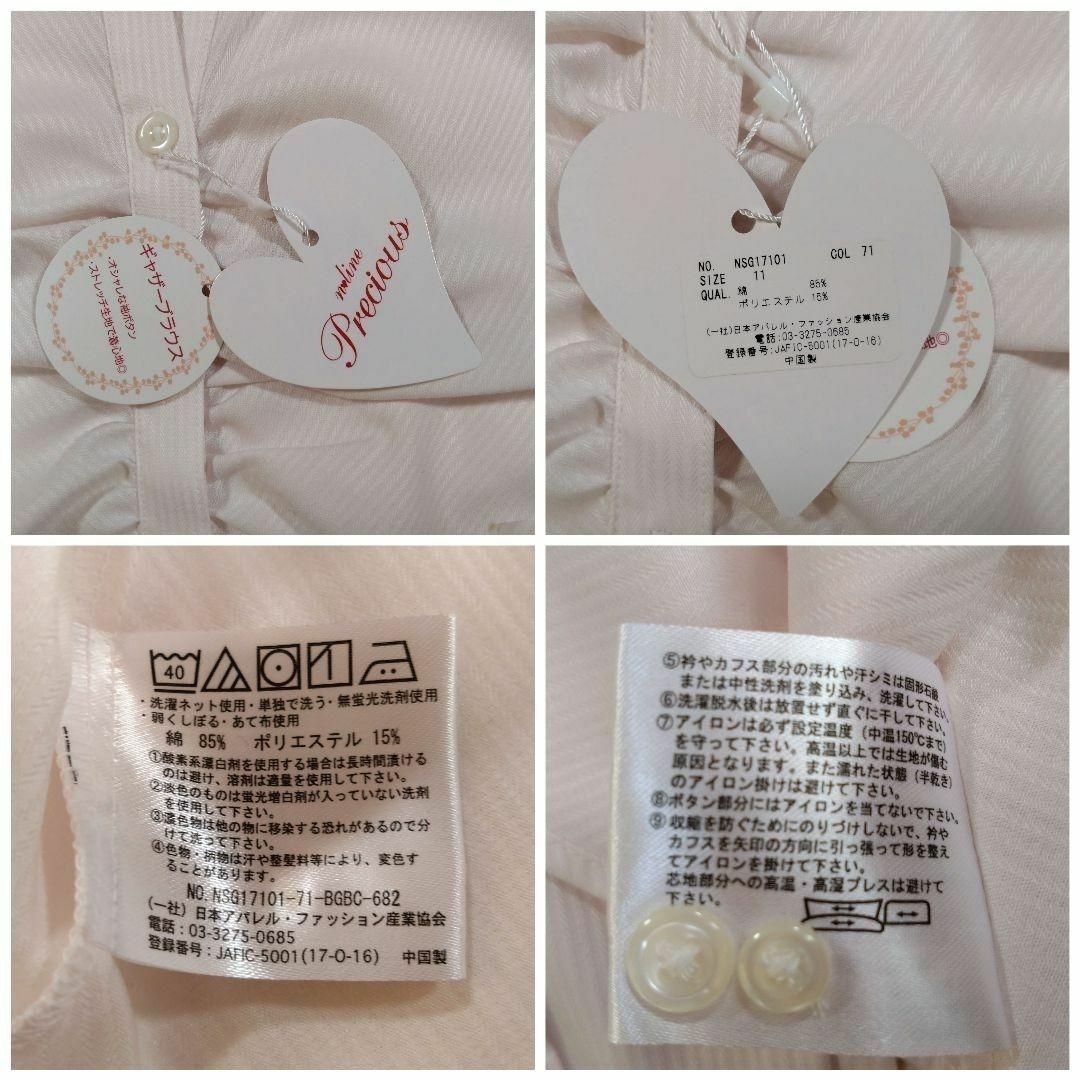 ギャザーブラウス
・オシャレな袖ボタン
・ストレッチ生地で着心地◎
n♥line
Precious
NO. NSG17101 COL 71
SIZE 11
QUAL. 綿 85%
ポリエステル 15%
(一社)日本アパレル・ファッション産業協会
電話:03-3275-0685
登録番号:JAFIC-5001(17-0-16)
中国製
地◎
40
・洗濯ネット使用・単独で洗う・無蛍光洗剤使用
・弱くしぼる・あて布使用
綿 85% ポリエステル 15%
①酸素系漂白剤を使用する場合は長時間漬ける
のは避け、溶剤は適量を使用して下さい。
②淡色のものは蛍光増白剤が入っていない洗剤
を使用して下さい。
③濃色物は他の物に移染する恐れがあるので分
けて洗って下さい。
④色物・柄物は汗や整髪料等により、変色す
ることがあります。
NO.NSG17101-71-BGBC-682
(一社)日本アパレル・ファッション産業協会
電話:03-3275-0685
登録番号:JAFIC-5001(17-0-16) 中国製
⑤衿やカフス部分の汚れや汗シミは固形石鹸
または中性洗剤を塗り込み、洗濯して下さい。
⑥洗濯脱水後は放置せず直ぐに干して下さい。
⑦アイロンは必ず設定温度(中温150℃まで)
を守って下さい。高温以上では生地が傷む
原因となります。また濡れた状態(半乾き)
のアイロン掛けは避けて下さい。
⑧ボタン部分にはアイロンを当てないで下さい。
⑨収縮を防ぐためにのりづけしないで、衿や
カフスを矢印の方向に引っ張って形を整え
てアイロンを掛けて下さい。
芯地部分への高温・高湿プレスは避けて
下さい。